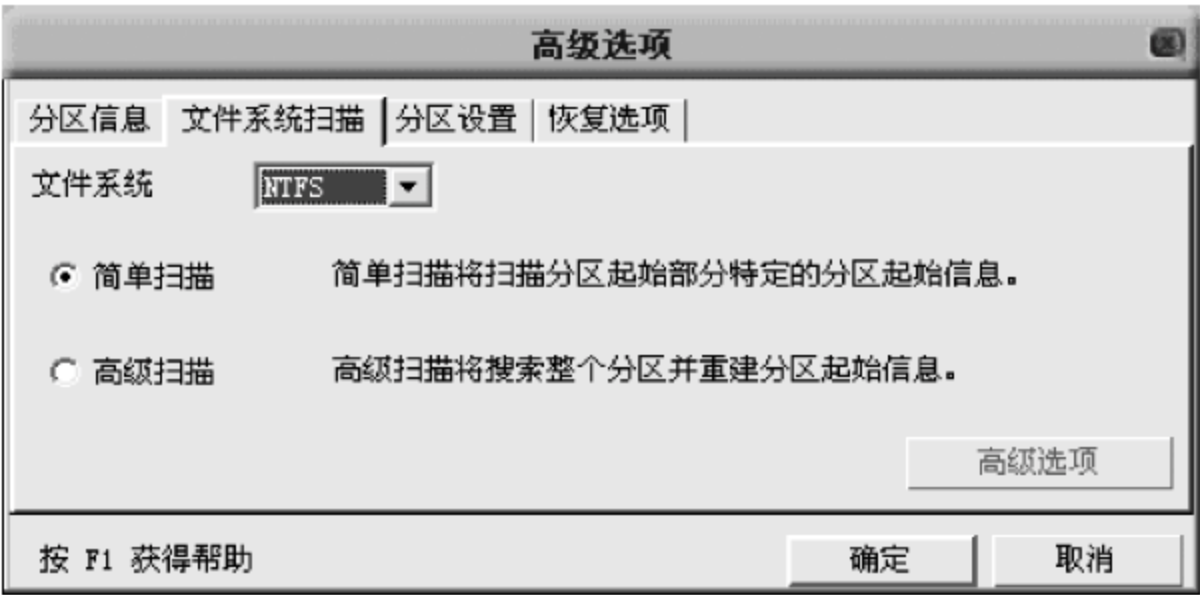 高级选项
分区信息 文件系统扫描 分区设置 恢复选项
文件系统 NTFS
简单扫描 简单扫描将扫描分区起始部分特定的分区起始信息。
高级扫描 高级扫描将搜索整个分区并重建分区起始信息。
高级选项
按 F1 获得帮助 确定 取消